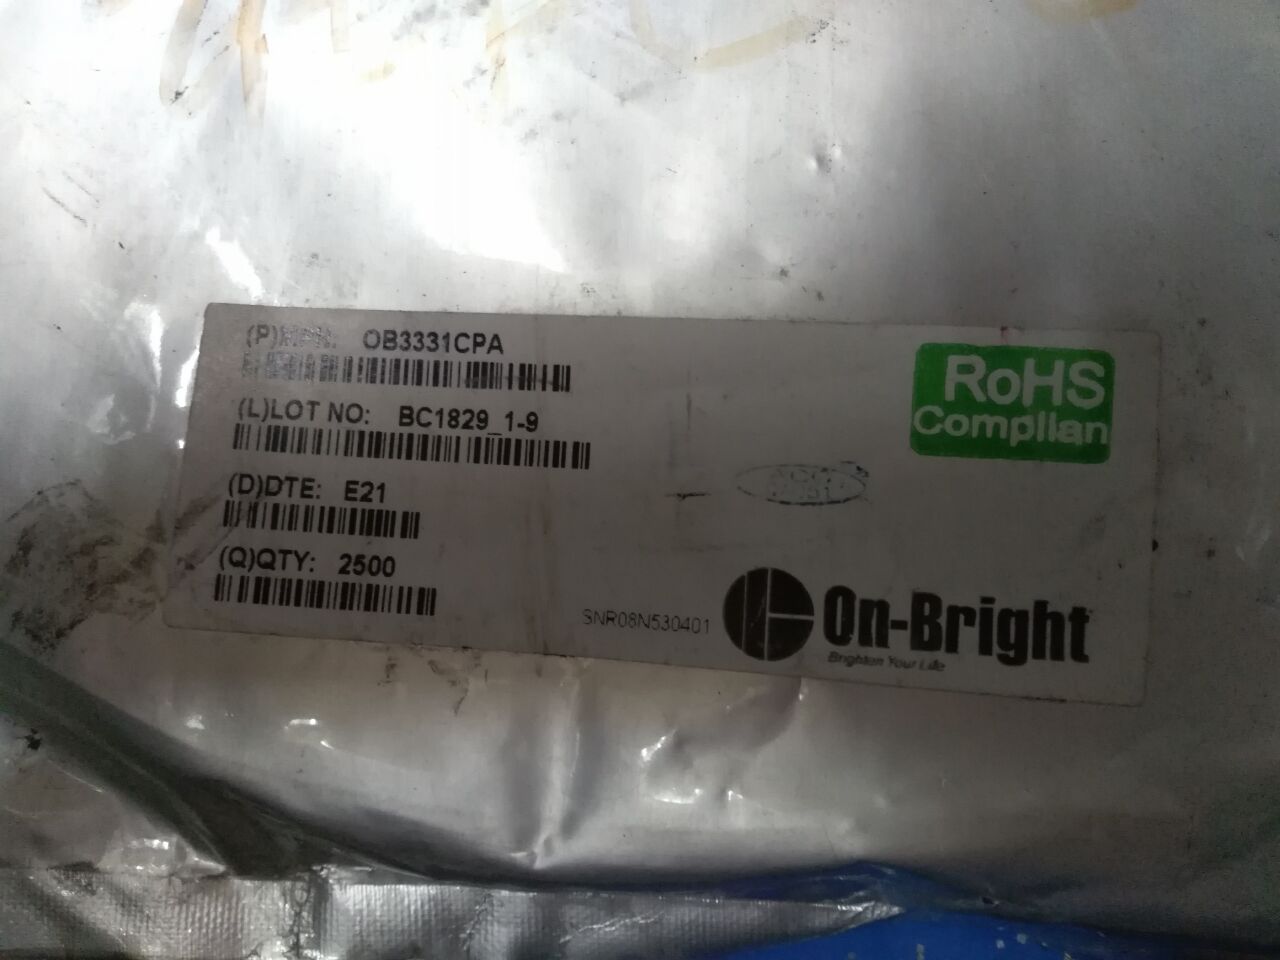 (P)MPN: OB3331CPA
(L)LOT NO: BC1829_1-9
(D)DTE: E21
(Q)QTY: 2500
RoHS
Complian
SNR08N530401
On-Bright
Brighten Your Life